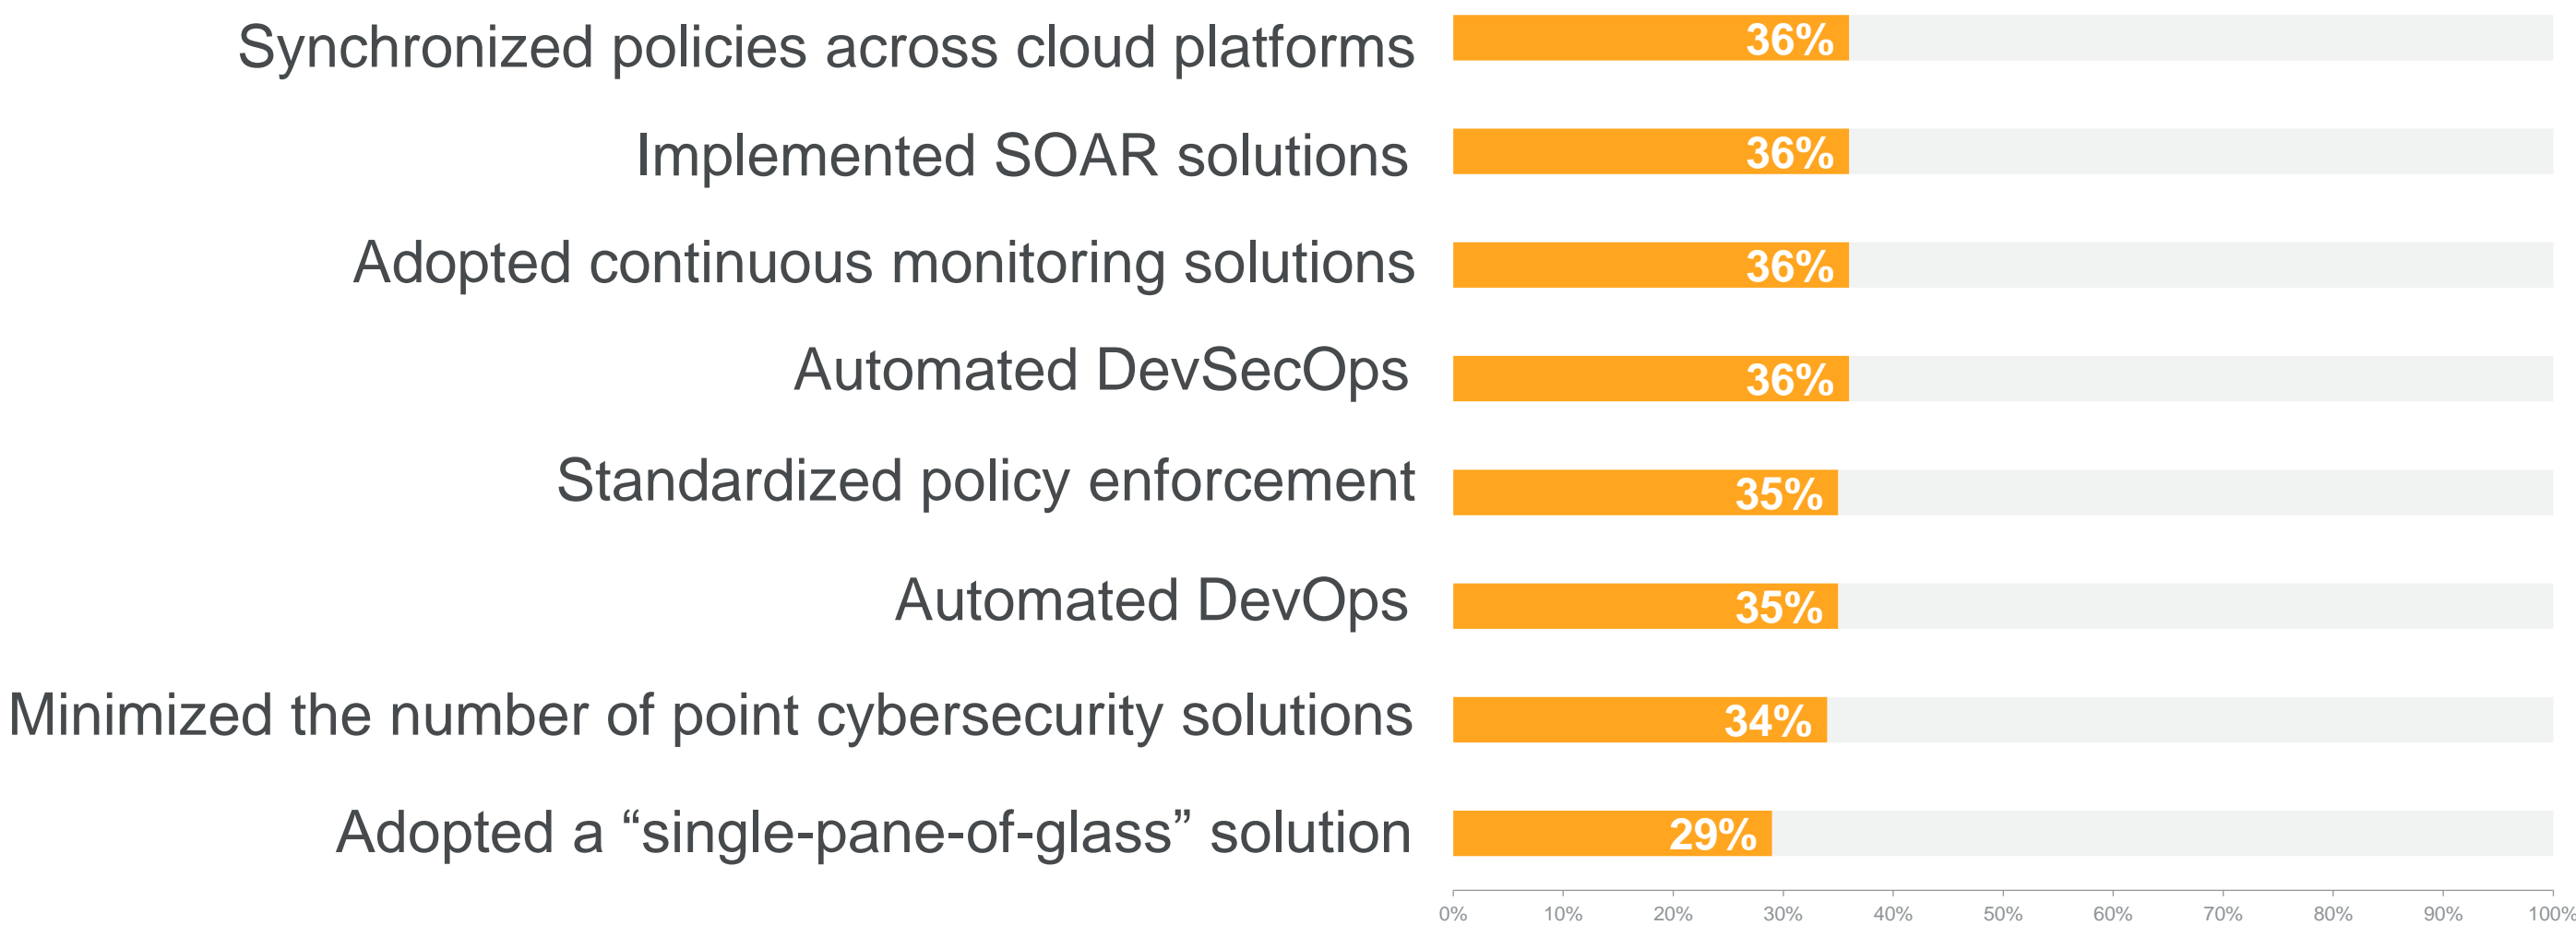 Synchronized policies across cloud platforms 36%
Implemented SOAR solutions 36%
Adopted continuous monitoring solutions 36%
Automated DevSecOps 36%
Standardized policy enforcement 35%
Automated DevOps 35%
Minimized the number of point cybersecurity solutions 34%
Adopted a “single-pane-of-glass” solution 29%
0% 10% 20% 30% 40% 50% 60% 70% 80% 90% 100%